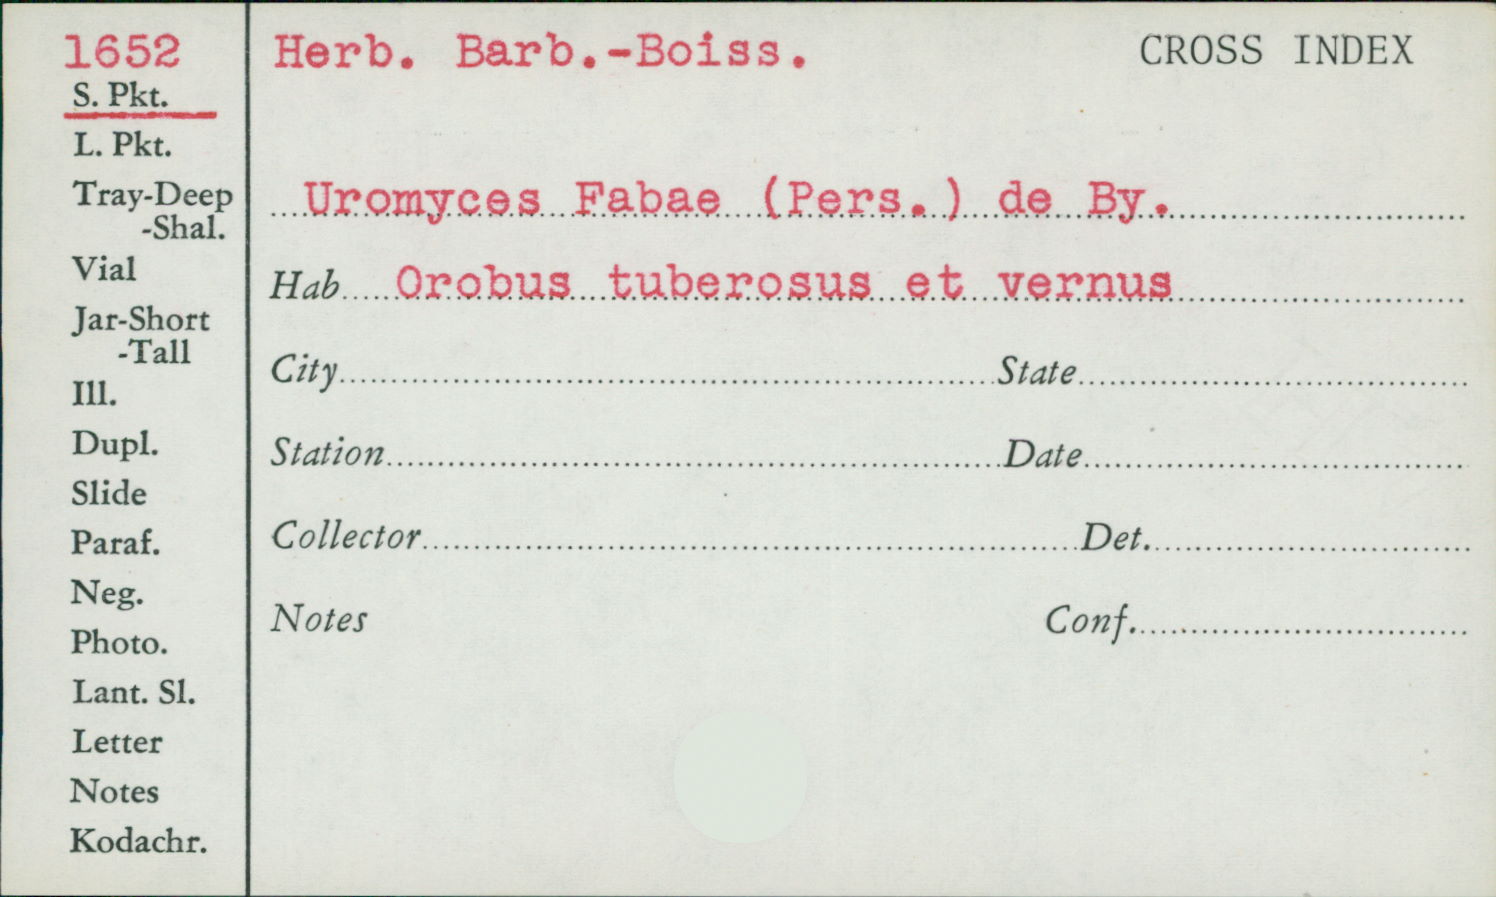 1652
S. Pkt.
L. Pkt.
Tray-Deep
-Shal.
Vial
Jar-Short
-Tall
Ill.
Dupl.
Slide
Paraf.
Neg.
Photo.
Lant. Sl.
Letter
Notes
Kodachr.
Herb. Barb.-Boiss. CROSS INDEX
Uromyces Fabae (Pers.) de By.
Hab. Orobus tuberosus et vernus
City State
Station Date
Collector Det.
Notes Conf.